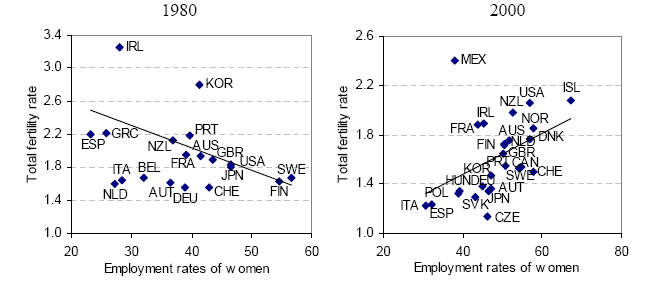 1980
2000
Total fertility rate
3.4
3.0
2.6
2.2
1.8
1.4
1.0
IRL
KOR
ESP
GRC
NZL
PRT
AUS
FRA
GBR
USA
JPN
ITA
NLD
BEL
AUT
DEU
CHE
FIN
SWE
20
30
40
50
60
Employment rates of women
Total fertility rate
2.6
2.2
1.8
1.4
1.0
MEX
ISL
USA
NZL
IRL
FRA
NOR
AUS
DNK
FIN
NLD
GBR
PRT
CAN
KOR
SWE
CHE
HUN
DEU
AUT
POL
JPN
SVK
ITA
ESP
CZE
20
40
60
80
Employment rates of women